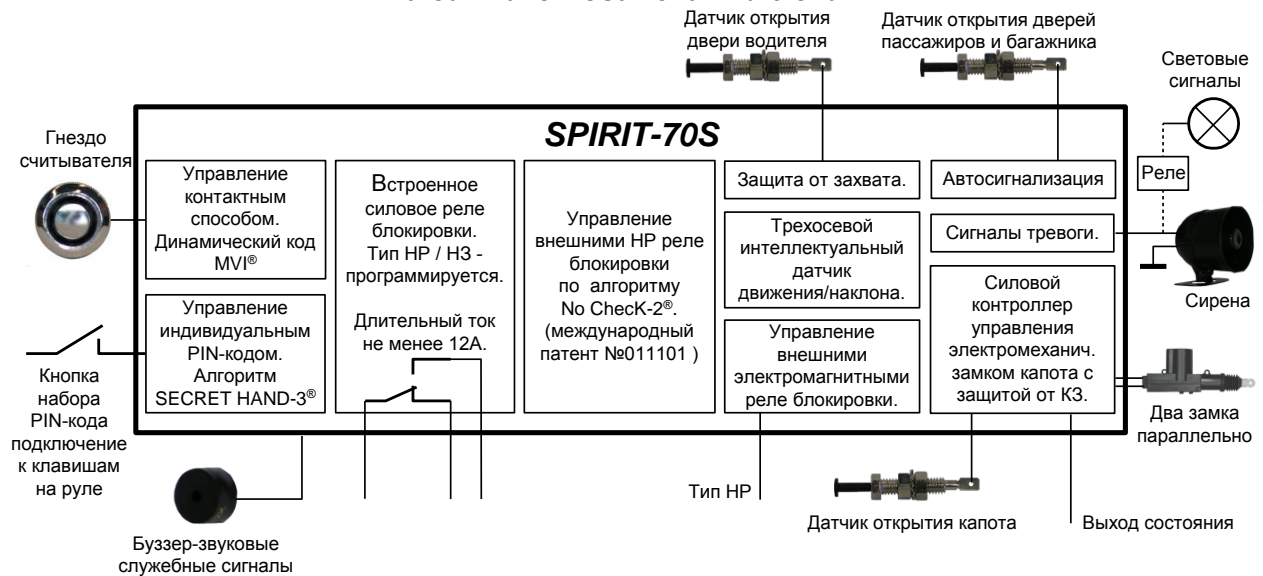 Датчик открытия
двери водителя
Датчик открытия дверей
пассажиров и багажника
Световые
сигналы
Гнездо
считывателя
SPIRIT-70S
Управление
контактным
способом.
Динамический код
MVI®
Встроенное
силовое реле
блокировки.
Тип НР / НЗ -
программируется.
Длительный ток
не менее 12А.
Управление
внешними НР реле
блокировки
по алгоритму
No ChecK-2®.
(международный
патент №011101 )
Защита от захвата.
Автосигнализация
Реле
Трехосевой
интеллектуальный
датчик
движения/наклона.
Сигналы тревоги.
Сирена
Управление
индивидуальным
PIN-кодом.
Алгоритм
SECRET HAND-3®
Управление
внешними
электромагнитными
реле блокировки.
Силовой
контроллер
управления
электромеханич.
замком капота с
защитой от КЗ.
Кнопка
набора
PIN-кода
подключение
к клавишам
на руле
Два замка
параллельно
Тип НР
Датчик открытия капота
Выход состояния
Буззер-звуковые
служебные сигналы